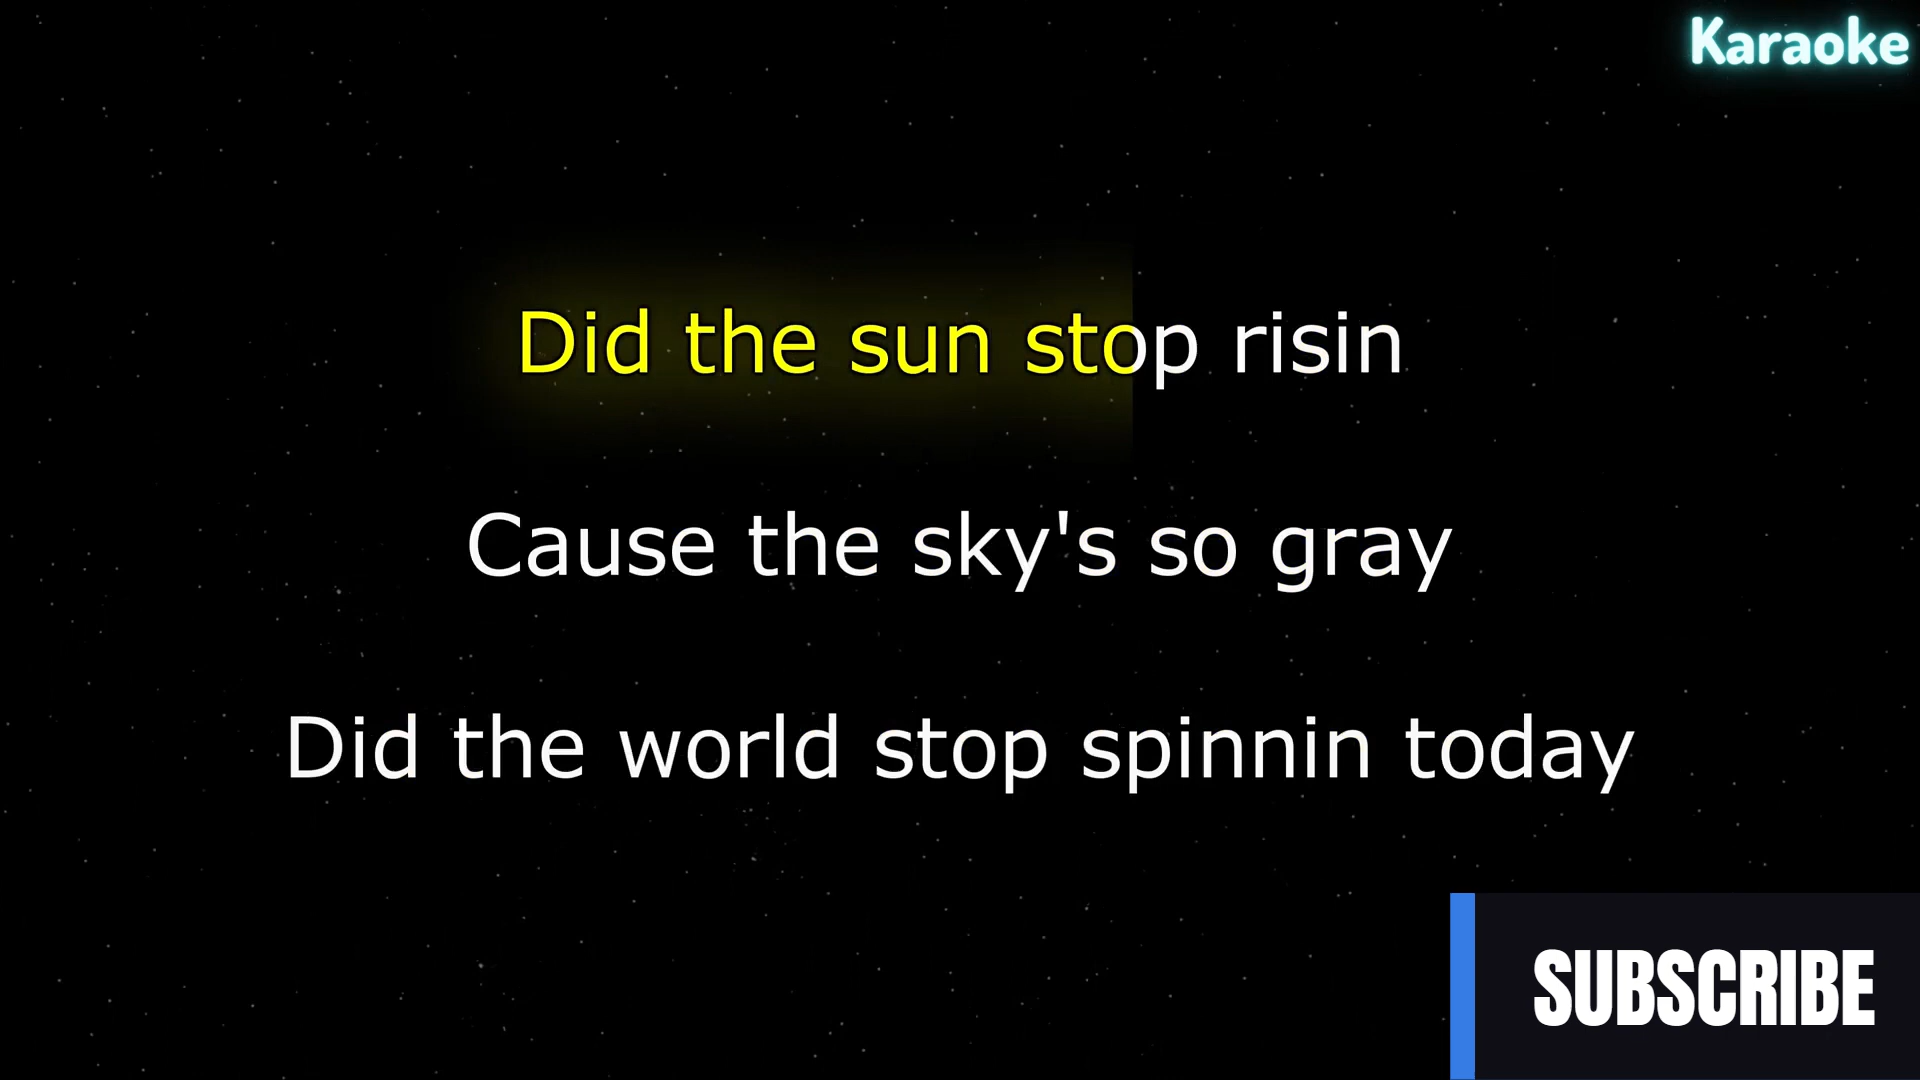 Karaoke
Did the sun stop risin
Cause the sky's so gray
Did the world stop spinnin today
SUBSCRIBE